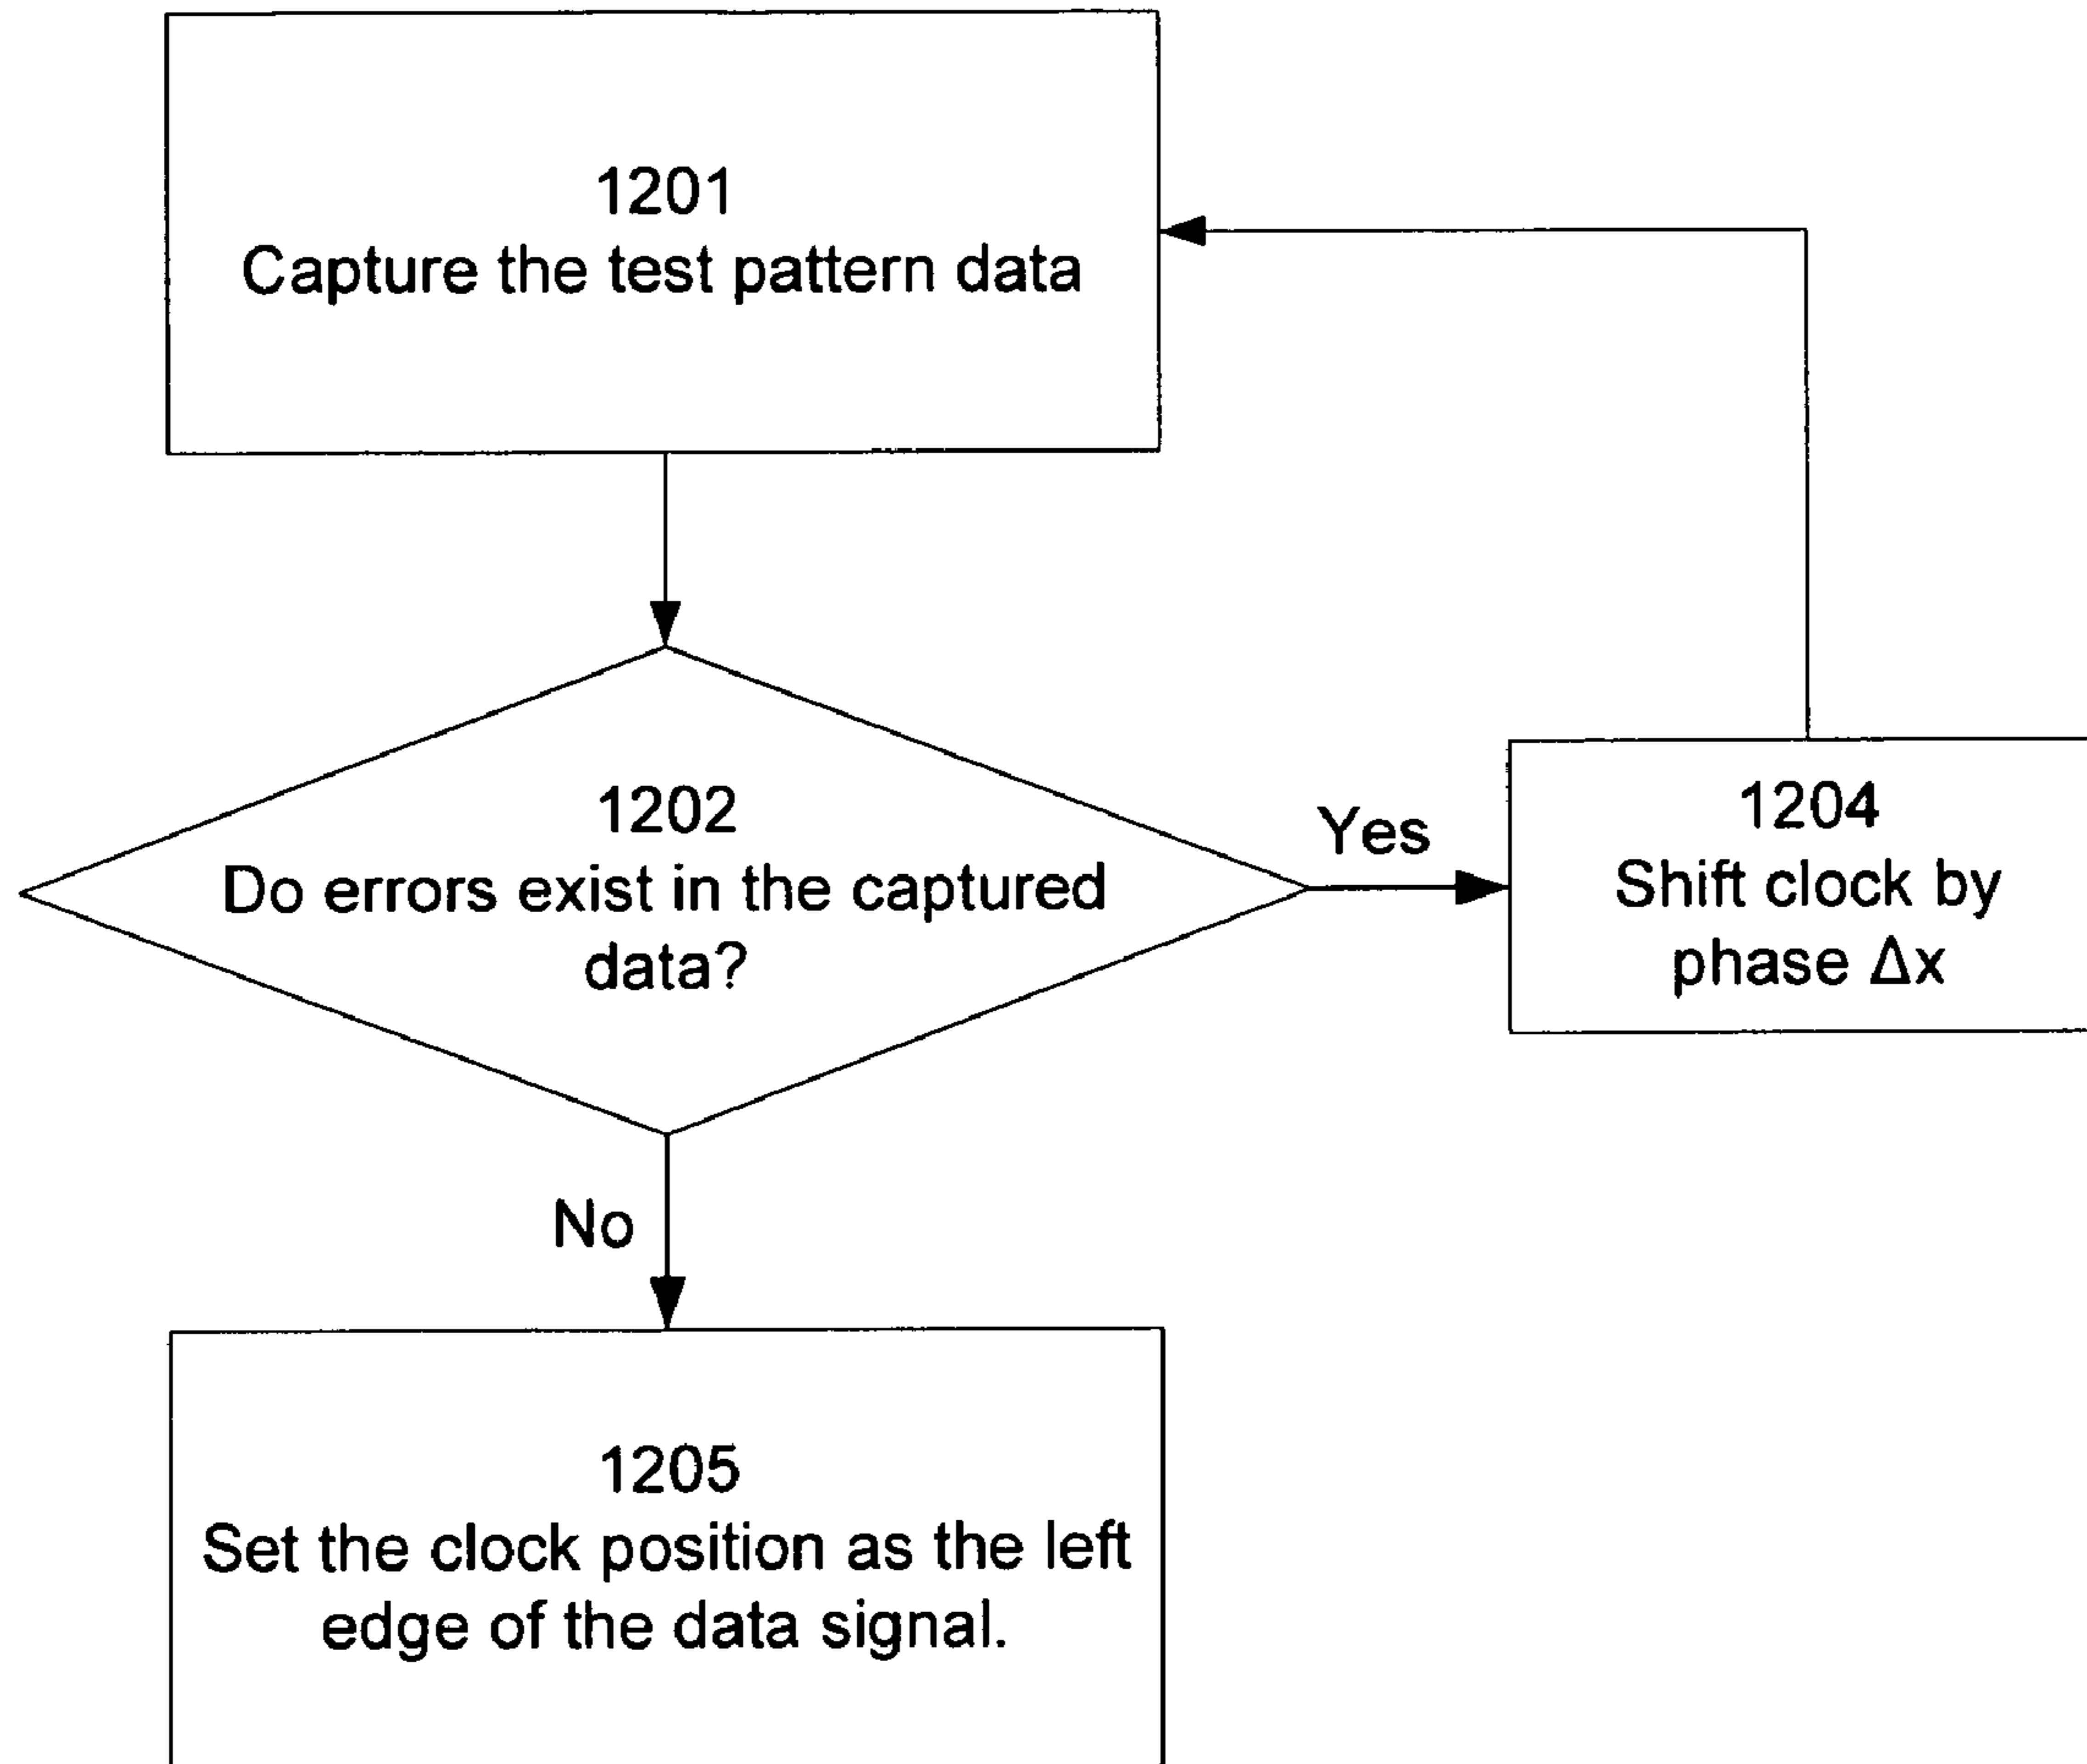 1201
Capture the test pattern data
1202
Do errors exist in the captured
data?
Yes
1204
Shift clock by
phase Δx
No
1205
Set the clock position as the left
edge of the data signal.